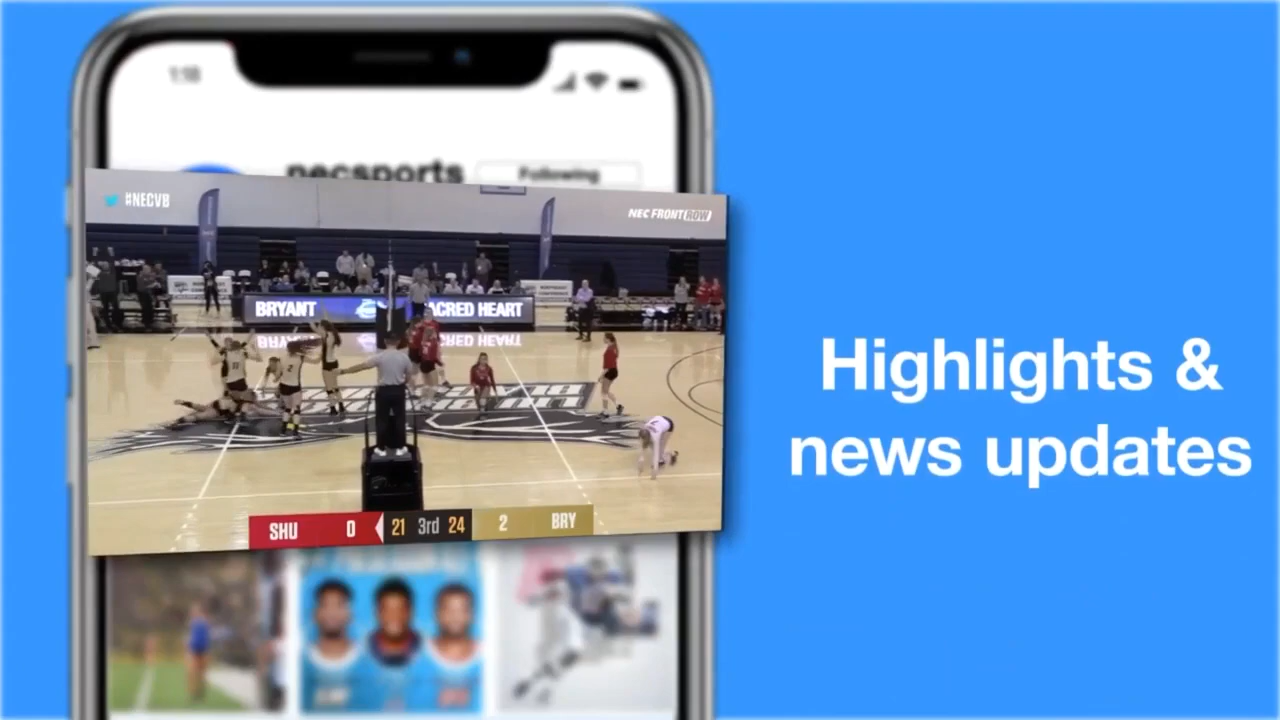 1:18
necsports
Following
#NECVB
NEC FRONT ROW
BRYANT
SACRED HEART
SHU 0 21 3rd 24 2 BRY
Highlights &
news updates